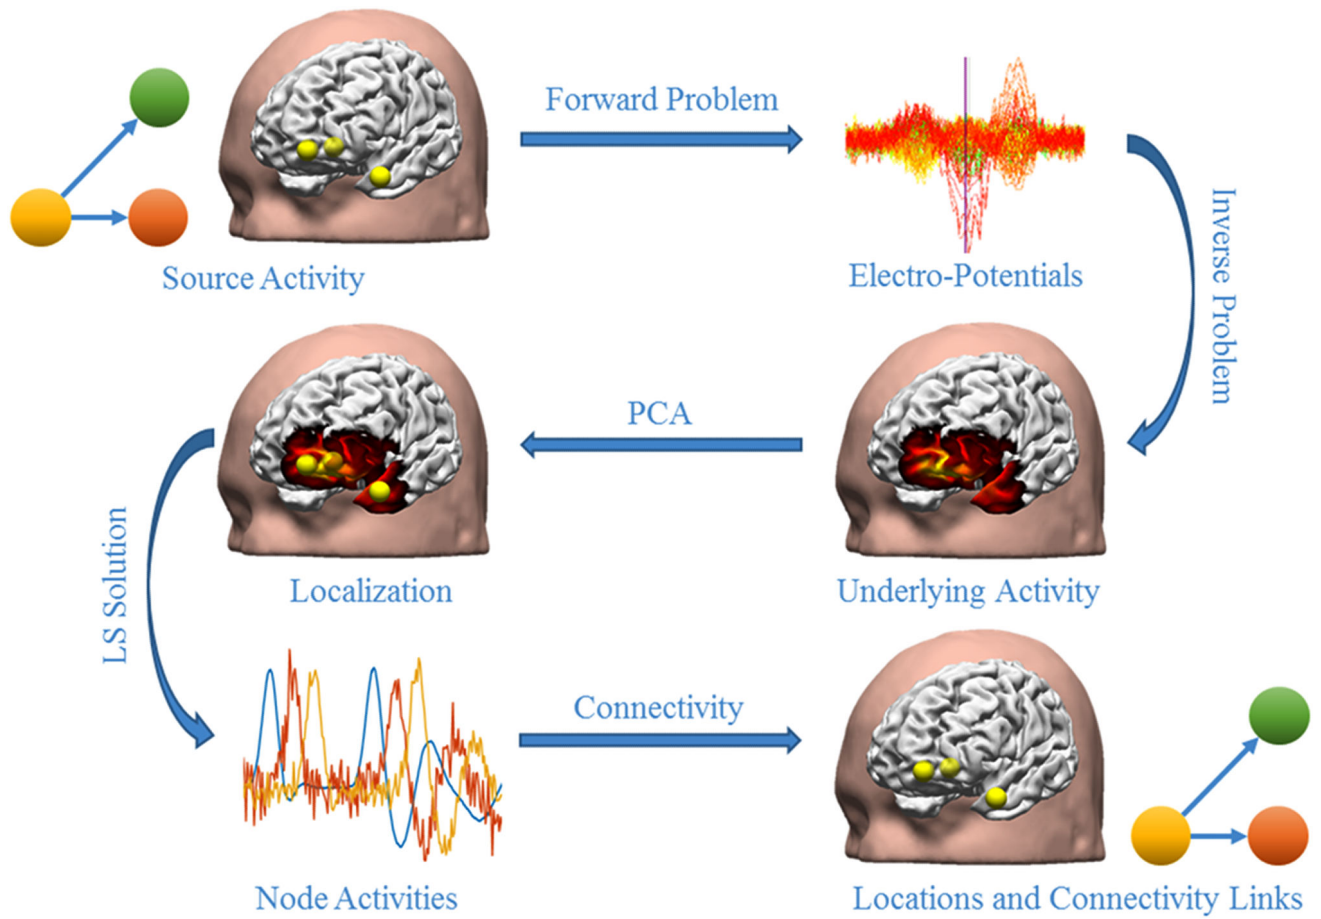 Forward Problem
Source Activity
Electro-Potentials
Inverse Problem
PCA
Localization
Underlying Activity
LS Solution
Connectivity
Node Activities
Locations and Connectivity Links